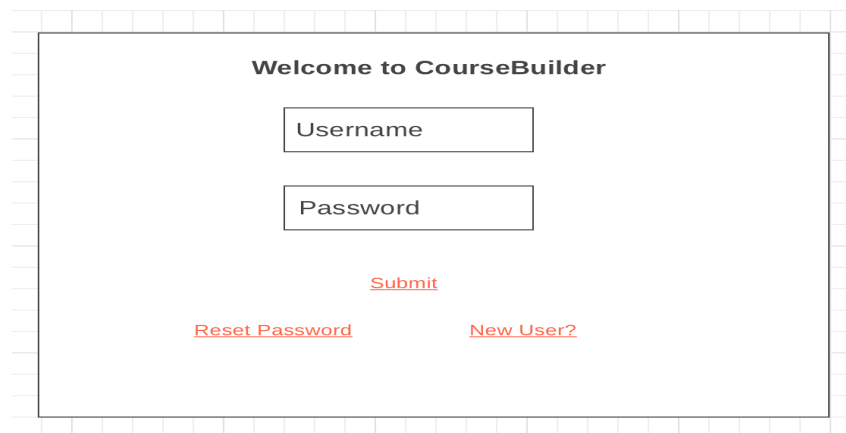 Welcome to CourseBuilder
Username
Password
Submit
Reset Password New User?